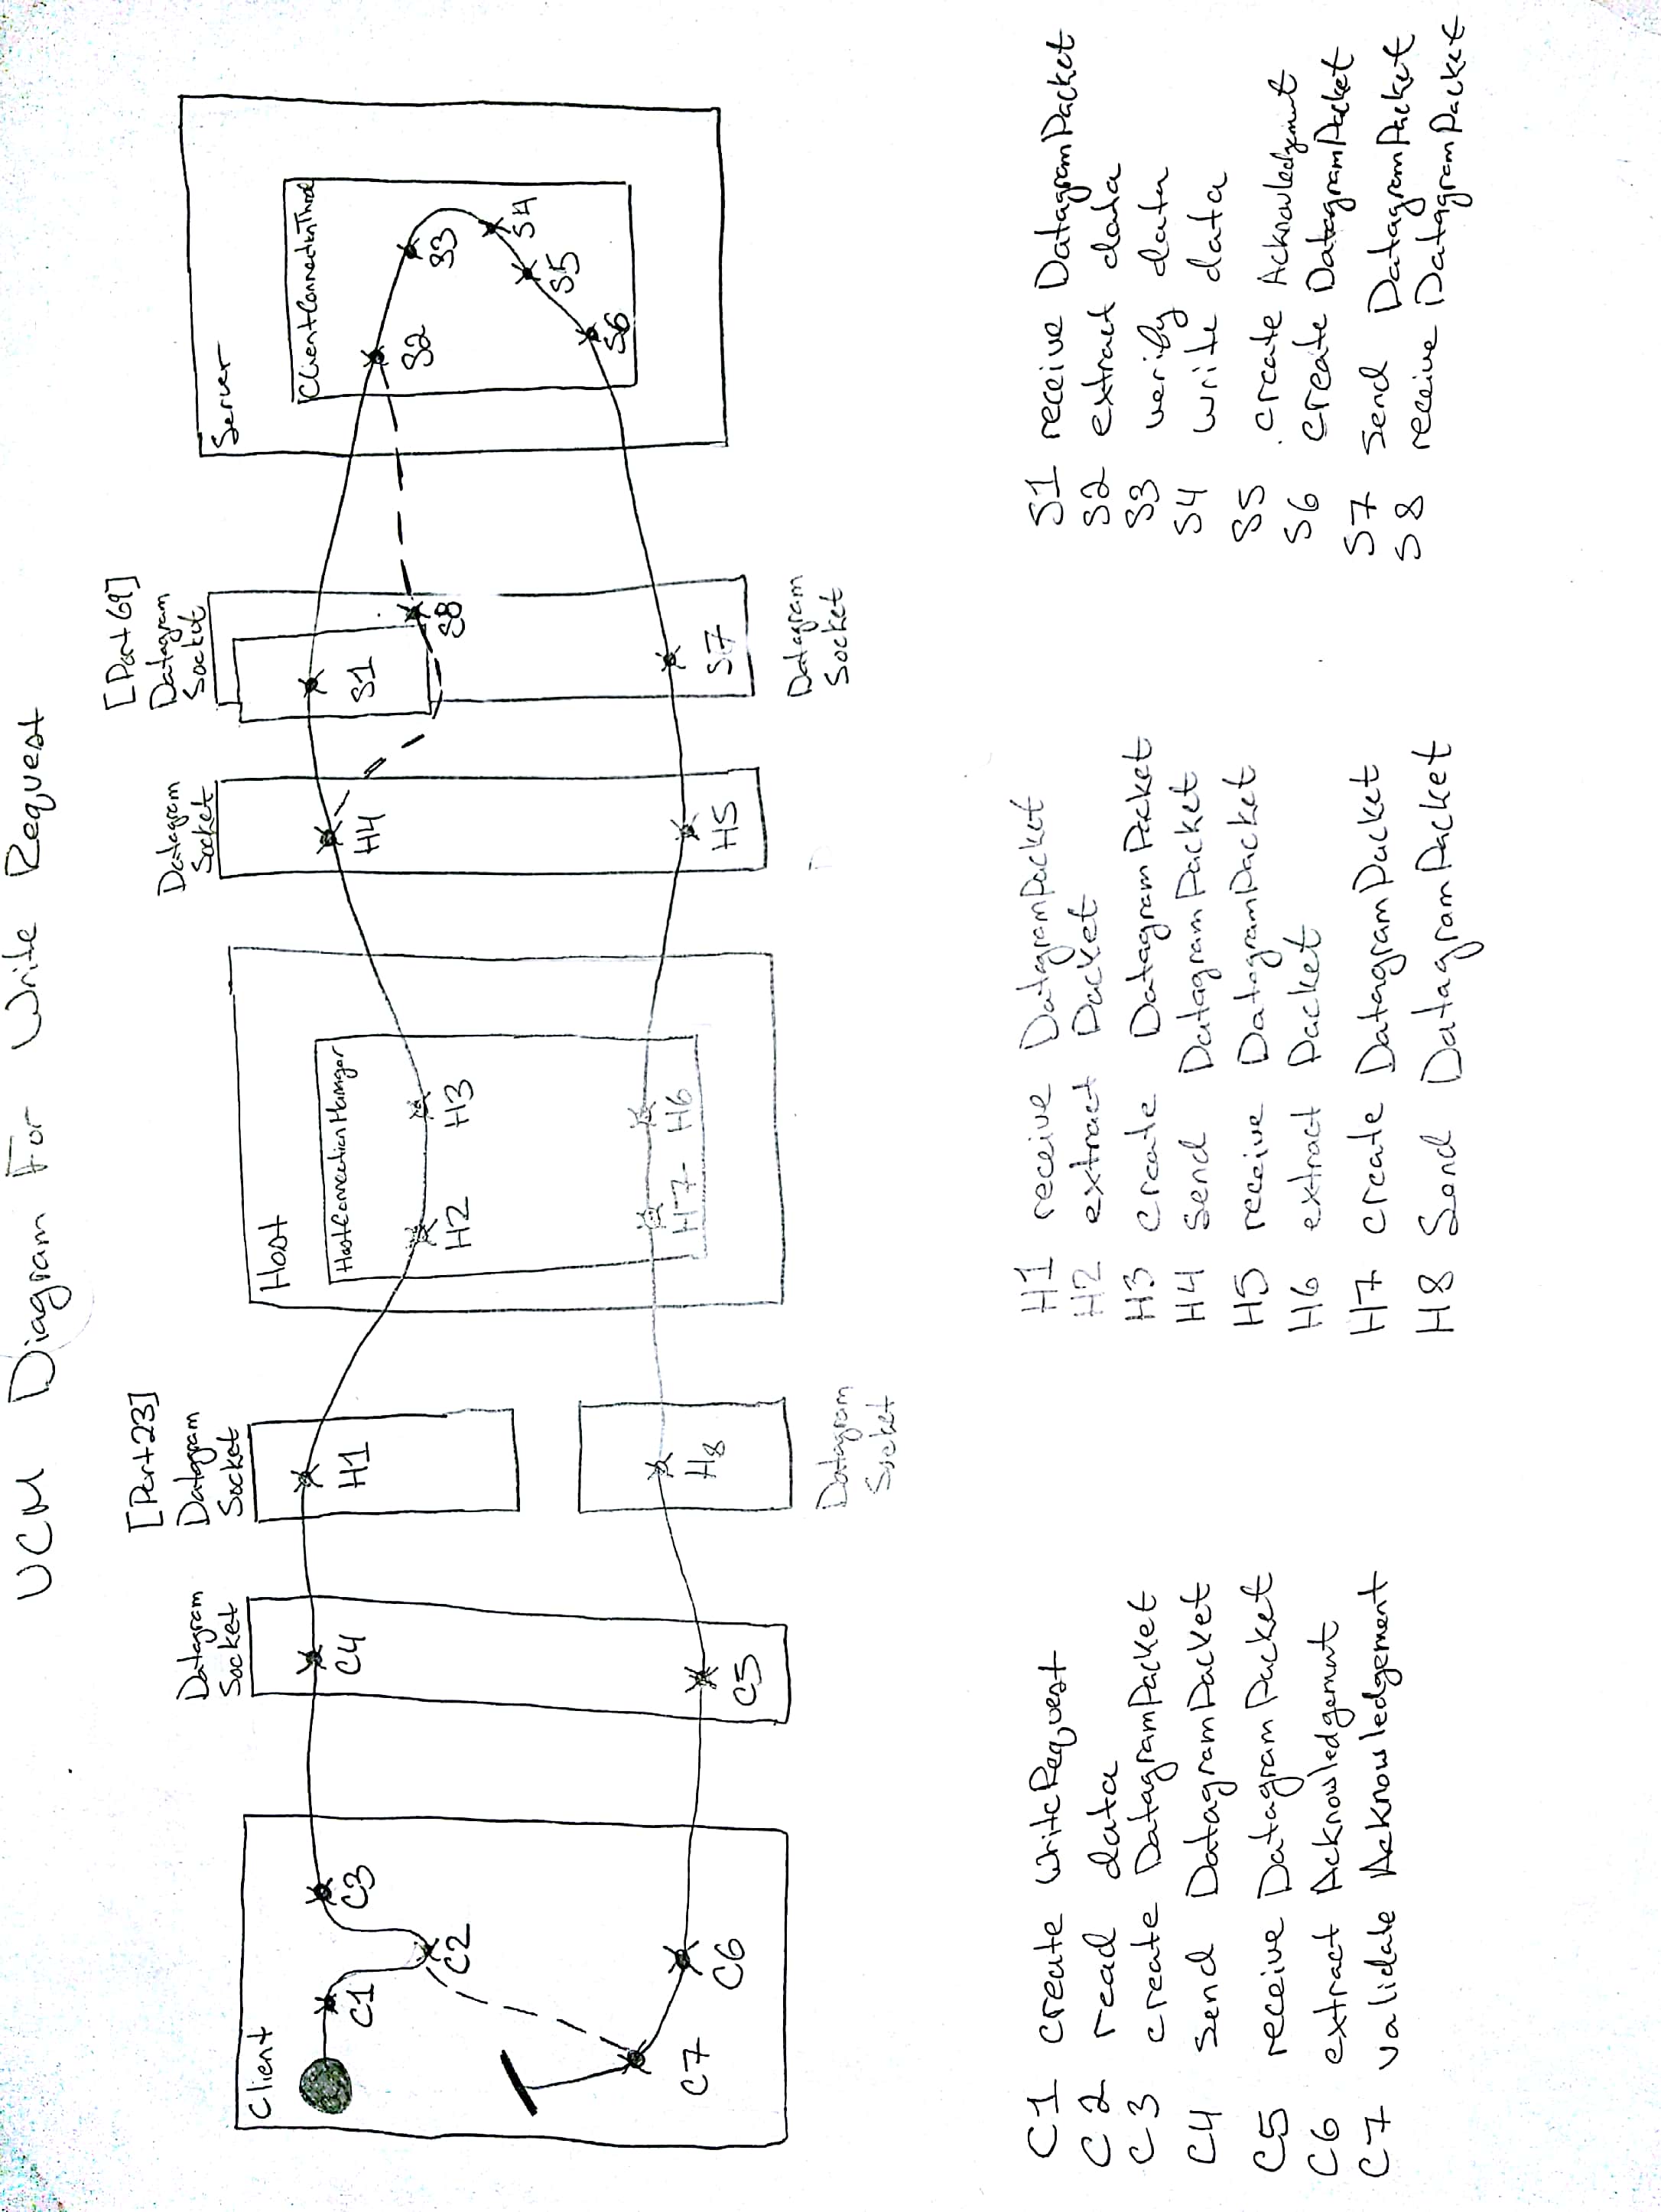 UCM Diagram For Write Request
[Port 69]
[Port23]
Datagram
Socket
Datagram
Socket
Datagram
Socket
Datagram
Socket
Client
Host
Server
HostConnectionManager
C1
C2
C3
C4
H1
H2
H3
H4
S1
S8
S2
S3
S4
S5
S6
C7
C6
C5
H8
H7
H6
H5
S7
Datagram
Socket
Datagram
Socket
C1 create WriteRequest
C2 read data
C3 create DatagramPacket
C4 Send DatagramPacket
C5 receive DatagramPacket
C6 extract Acknowledgement
C7 validate Acknowledgement
H1 receive DatagramPacket
H2 extract Packet
H3 create DatagramPacket
H4 Send DatagramPacket
H5 receive DatagramPacket
H6 extract Packet
H7 create DatagramPacket
H8 Send DatagramPacket
S1 receive DatagramPacket
S2 extract data
S3 verify data
S4 write data
S5 create Acknowledgement
S6 create DatagramPacket
S7 Send DatagramPacket
S8 receive DatagramPacket